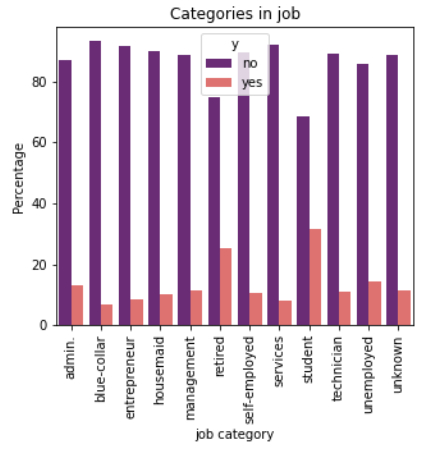 Categories in job
y
no
yes
Percentage
80
60
40
20
0
admin.
blue-collar
entrepreneur
housemaid
management
retired
self-employed
services
student
technician
unemployed
unknown
job category